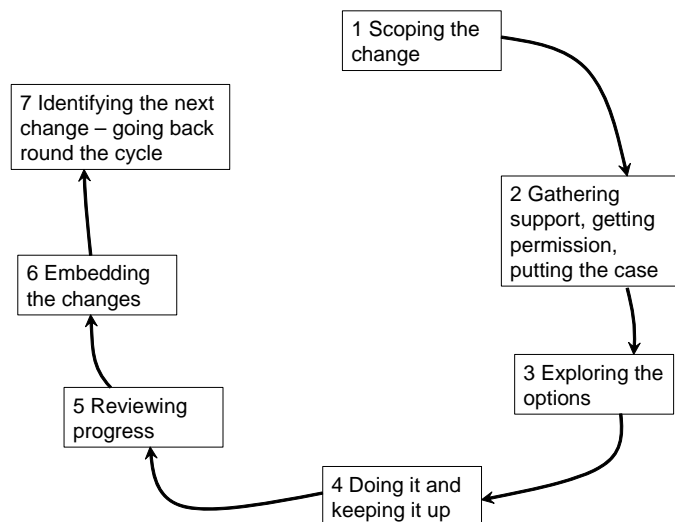 1 Scoping the
change
2 Gathering
support, getting
permission,
putting the case
3 Exploring the
options
4 Doing it and
keeping it up
5 Reviewing
progress
6 Embedding
the changes
7 Identifying the next
change – going back
round the cycle